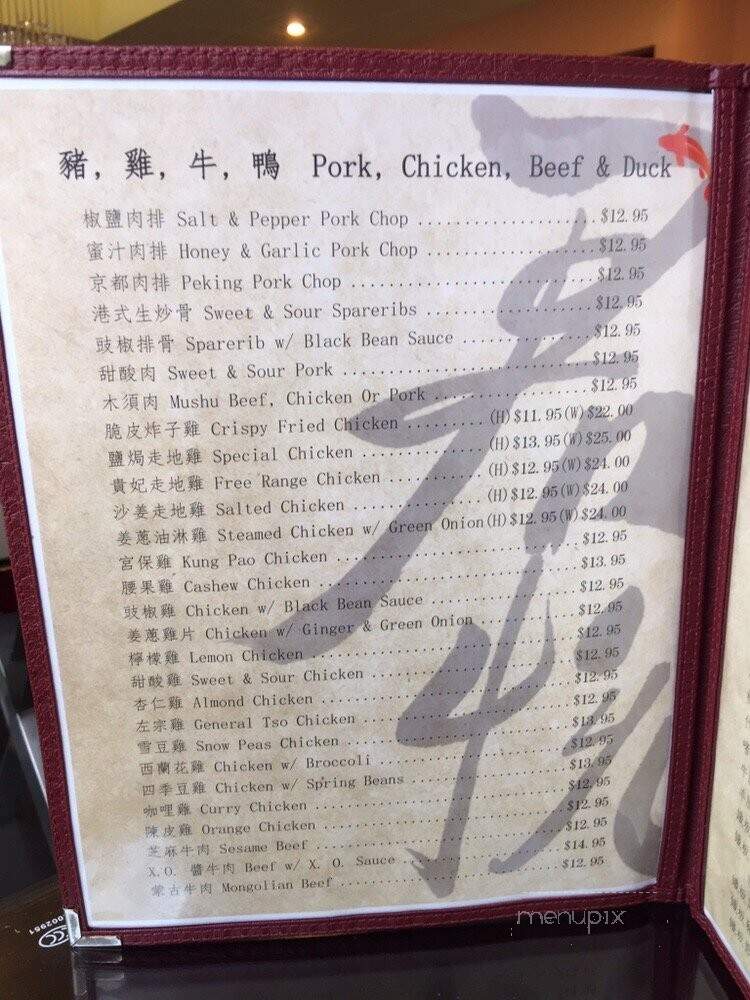 豬, 雞, 牛, 鴨 Pork, Chicken, Beef & Duck
椒鹽肉排 Salt & Pepper Pork Chop ....................$12.95
蜜汁肉排 Honey & Garlic Pork Chop ....................$12.95
京都肉排 Peking Pork Chop ....................$12.95
港式生炒骨 Sweet & Sour Spareribs ....................$12.95
豉椒排骨 Sparerib w/ Black Bean Sauce ....................$12.95
甜酸肉 Sweet & Sour Pork ....................$12.95
木須肉 Mushu Beef, Chicken Or Pork ....................$12.95
脆皮炸子雞 Crispy Fried Chicken ............(H)$11.95(W)$22.00
鹽焗走地雞 Special Chicken ............(H)$13.95(W)$25.00
貴妃走地雞 Free Range Chicken ............(H)$12.95(W)$24.00
沙姜走地雞 Salted Chicken ............(H)$12.95(W)$24.00
姜蔥油淋雞 Steamed Chicken w/ Green Onion(H)$12.95(W)$24.00
宮保雞 Kung Pao Chicken ....................$12.95
腰果雞 Cashew Chicken ....................$13.95
豉椒雞 Chicken w/ Black Bean Sauce ....................$12.95
姜蔥雞片 Chicken w/ Ginger & Green Onion ....................$12.95
檸檬雞 Lemon Chicken ....................$12.95
甜酸雞 Sweet & Sour Chicken ....................$12.95
杏仁雞 Almond Chicken ....................$12.95
左宗雞 General Tso Chicken ....................$12.95
雪豆雞 Snow Peas Chicken ....................$13.95
西蘭花雞 Chicken w/ Broccoli ....................$12.95
四季豆雞 Chicken w/ Spring Beans ....................$13.95
咖哩雞 Curry Chicken ....................$12.95
陳皮雞 Orange Chicken ....................$12.95
芝麻牛肉 Sesame Beef ....................$12.95
X.O. 醬牛肉 Beef w/ X. O. Sauce ....................$14.95
蒙古牛肉 Mongolian Beef ....................$12.95
002951
menupix